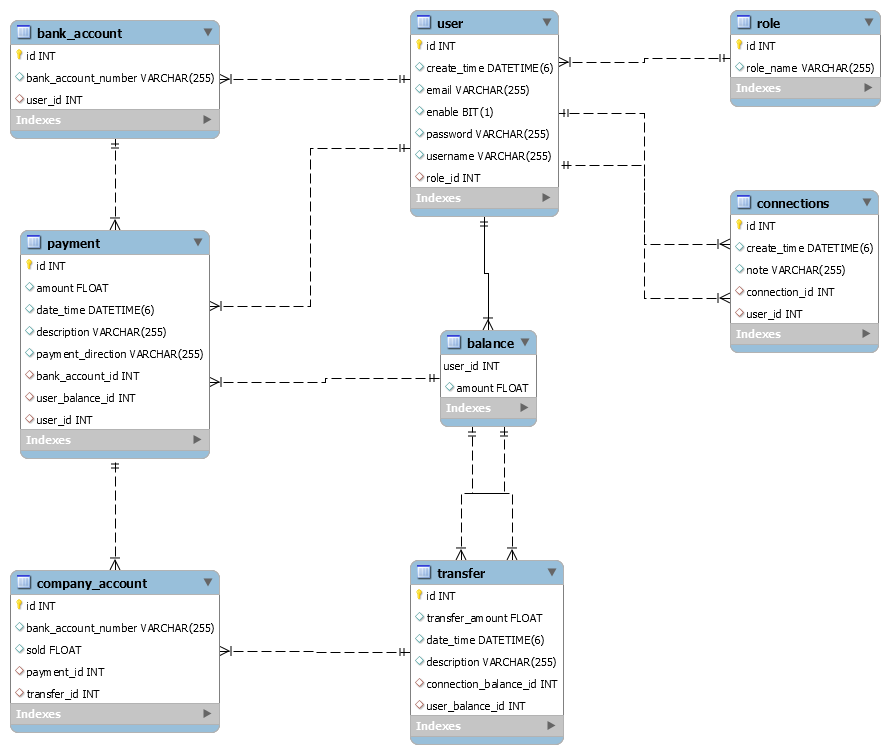 bank_account
id INT
bank_account_number VARCHAR(255)
user_id INT
Indexes
user
id INT
create_time DATETIME(6)
email VARCHAR(255)
enable BIT(1)
password VARCHAR(255)
username VARCHAR(255)
role_id INT
Indexes
role
id INT
role_name VARCHAR(255)
Indexes
connections
id INT
create_time DATETIME(6)
note VARCHAR(255)
connection_id INT
user_id INT
Indexes
payment
id INT
amount FLOAT
date_time DATETIME(6)
description VARCHAR(255)
payment_direction VARCHAR(255)
bank_account_id INT
user_balance_id INT
user_id INT
Indexes
balance
user_id INT
amount FLOAT
Indexes
company_account
id INT
bank_account_number VARCHAR(255)
sold FLOAT
payment_id INT
transfer_id INT
Indexes
transfer
id INT
transfer_amount FLOAT
date_time DATETIME(6)
description VARCHAR(255)
connection_balance_id INT
user_balance_id INT
Indexes